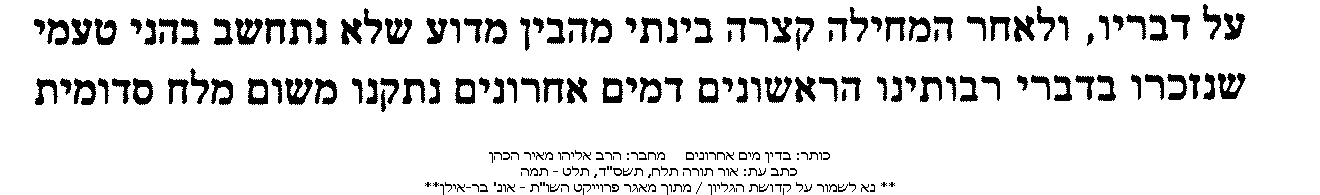 על דבריו, ולאחר המחילה קצרה בינתי מהבין מדוע שלא נתחשב בהני טעמי
שנזכרו בדברי רבותינו הראשונים דמים אחרונים נתקנו משום מלח סדומית
כותר: בדין מים אחרונים מחבר: הרב אליהו מאיר הכהן
כתב עת: אור תורה תלח, תשס"ד, תלט - תמה
** נא לשמור על קדושת הגליון / מתוך מאגר פרוייקט השו"ת - אונ' בר-אילן**